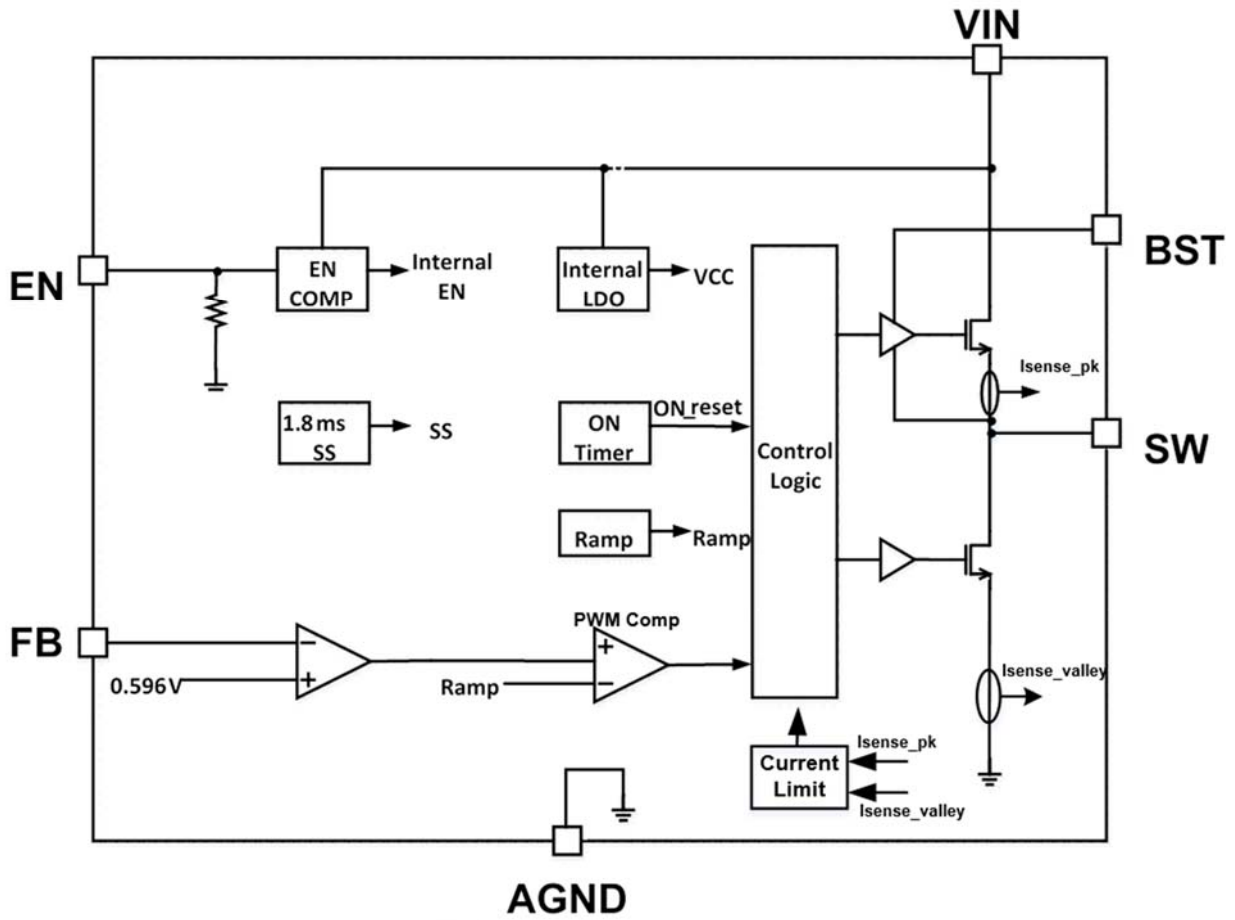 VIN
BST
EN
EN
COMP
Internal
EN
Internal
LDO
VCC
Isense_pk
1.8ms
SS
SS
ON
Timer
ON_reset
Control
Logic
SW
Ramp
Ramp
FB
0.596V
-
+
PWM Comp
+
-
Ramp
Isense_valley
Current
Limit
Isense_pk
Isense_valley
AGND